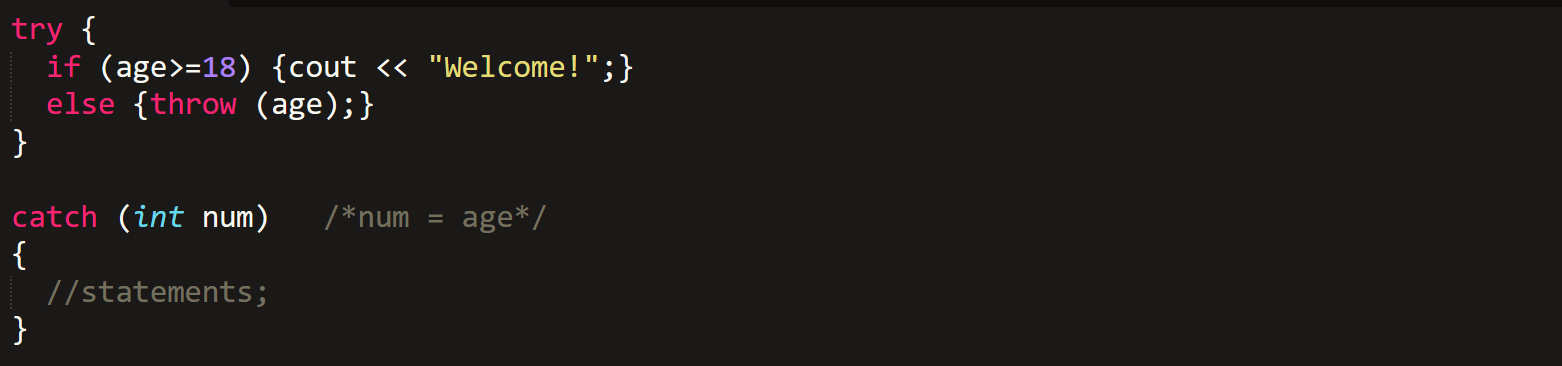 try {
  if (age>=18) {cout << "Welcome!";}
  else {throw (age);}
}

catch (int num)   /*num = age*/
{
  //statements;
}